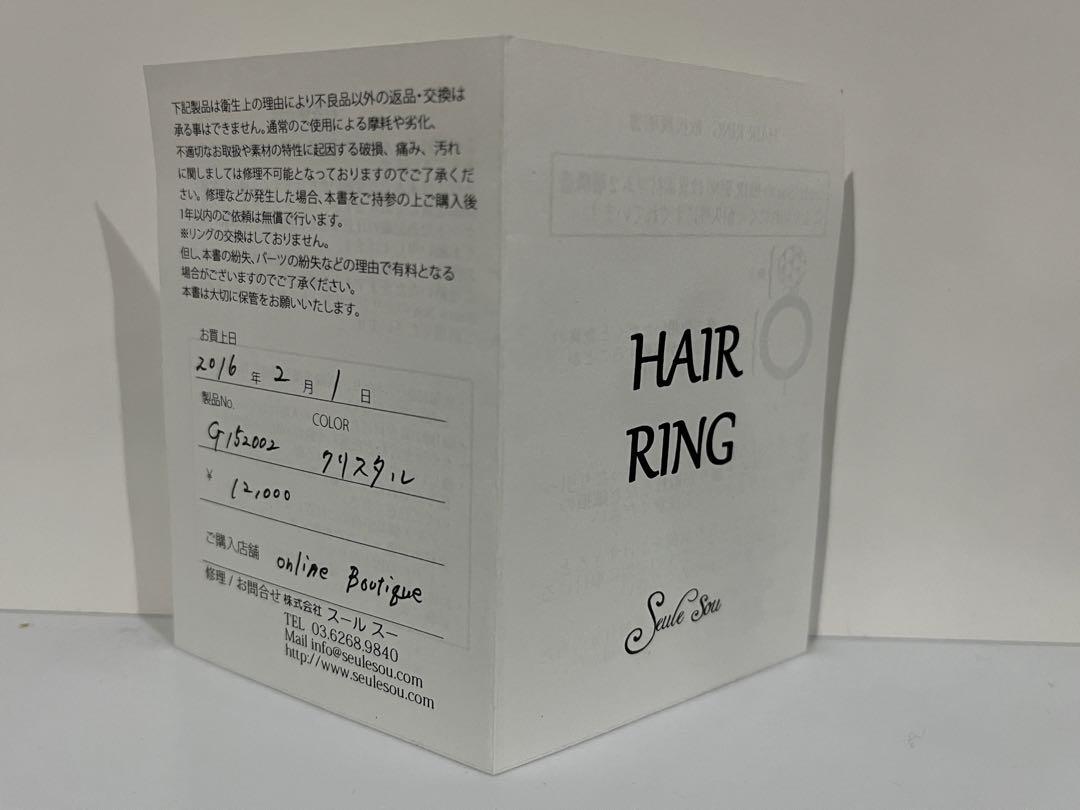 下記製品は衛生上の理由により不良品以外の返品・交換は
承る事はできません。通常のご使用による摩耗や劣化、
不適切なお取扱や素材の特性に起因する破損、痛み、汚れ
に関しましては修理不可能となっておりますのでご了承くだ
さい。修理などが発生した場合、本書をご持参の上ご購入後
1年以内のご依頼は無償で行います。
※リングの交換はしておりません。
但し、本書の紛失、パーツの紛失などの理由で有料となる
場合がございますのでご了承ください。
本書は大切に保管をお願いいたします。
お買上日
2016 年 2 月 1 日
製品No. COLOR
G152002 クリスタル
¥ 12,000
ご購入店舗 online Boutique
修理 / お問合せ 株式会社 スール スー
TEL 03.6268.9840
Mail info@seulesou.com
http://www.seulesou.com
HAIR
RING
Seule Sou